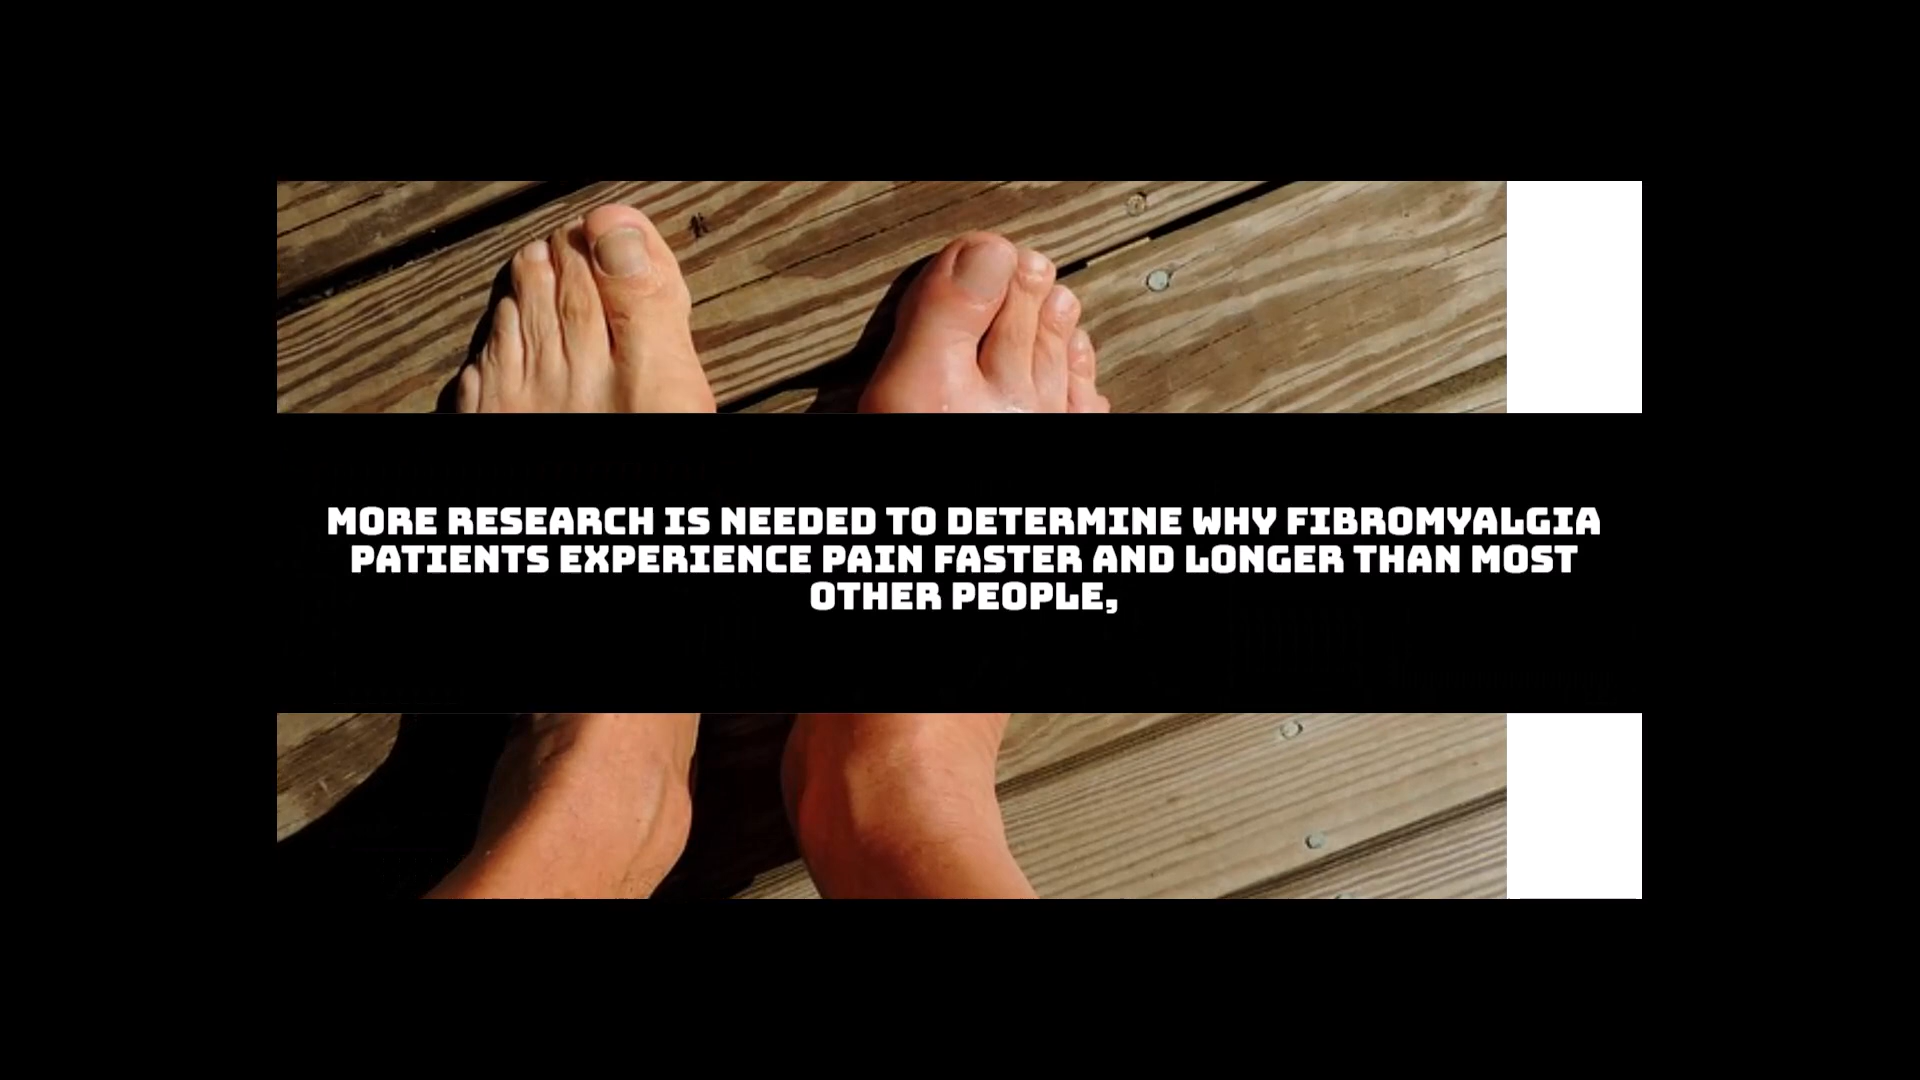 MORE RESEARCH IS NEEDED TO DETERMINE WHY FIBROMYALGIA
PATIENTS EXPERIENCE PAIN FASTER AND LONGER THAN MOST
OTHER PEOPLE,